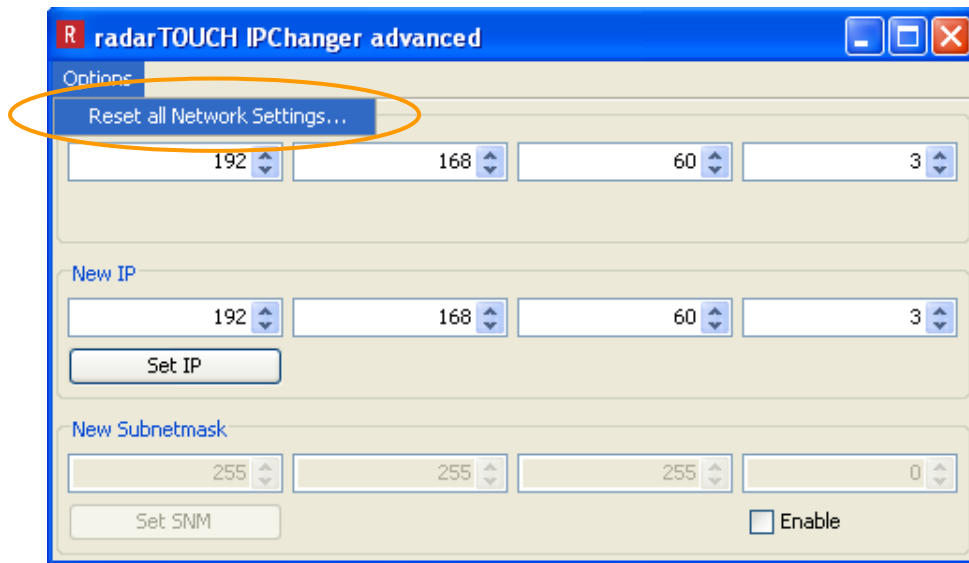 R radarTOUCH IPChanger advanced
Options
Reset all Network Settings...
192 168 60 3
New IP
192 168 60 3
Set IP
New Subnetmask
255 255 255 0
Set SNM Enable